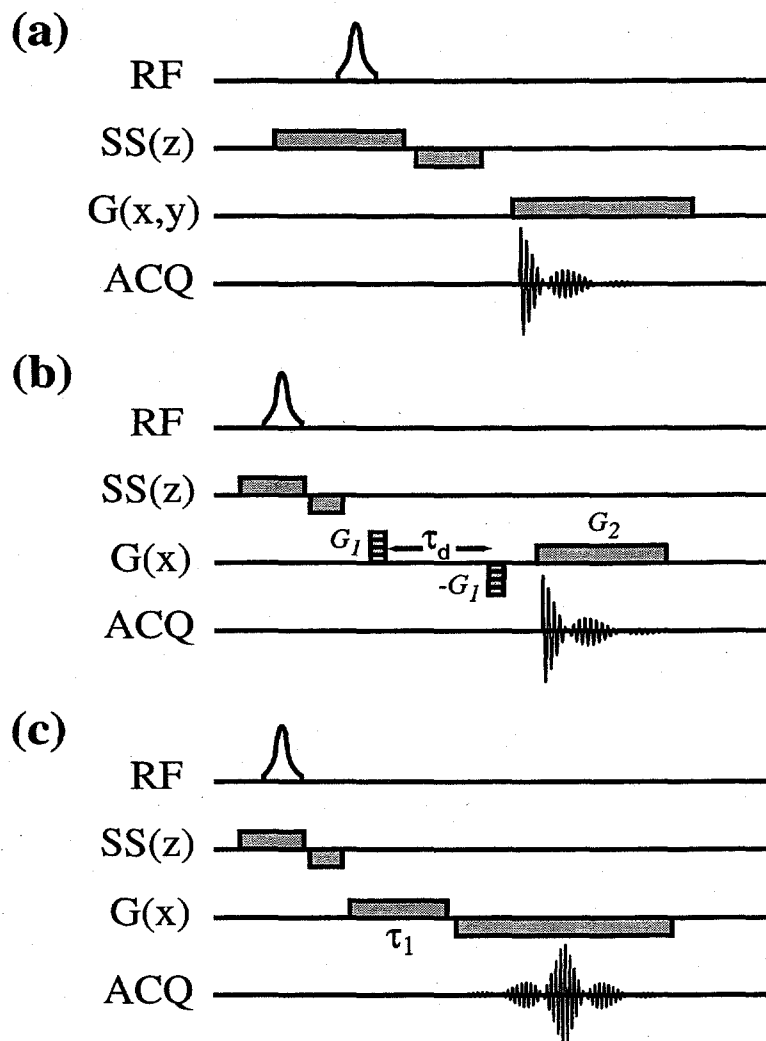 (a)
RF
SS(z)
G(x,y)
ACQ
(b)
RF
SS(z)
G(x)
G1
τd
-G1
G2
ACQ
(c)
RF
SS(z)
G(x)
τ1
ACQ